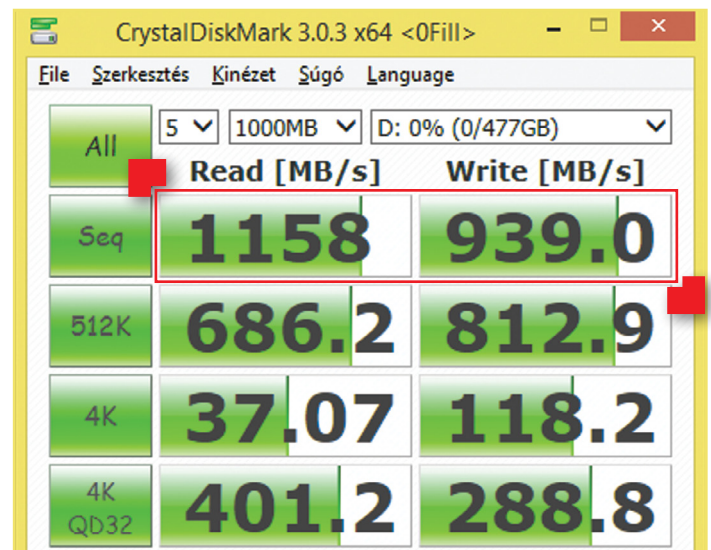 CrystalDiskMark 3.0.3 x64 <0Fill>
File Szerkesztés Kinézet Súgó Language
All 5 1000MB D: 0% (0/477GB)
Read [MB/s] Write [MB/s]
Seq 1158 939.0
512K 686.2 812.9
4K 37.07 118.2
4K QD32 401.2 288.8